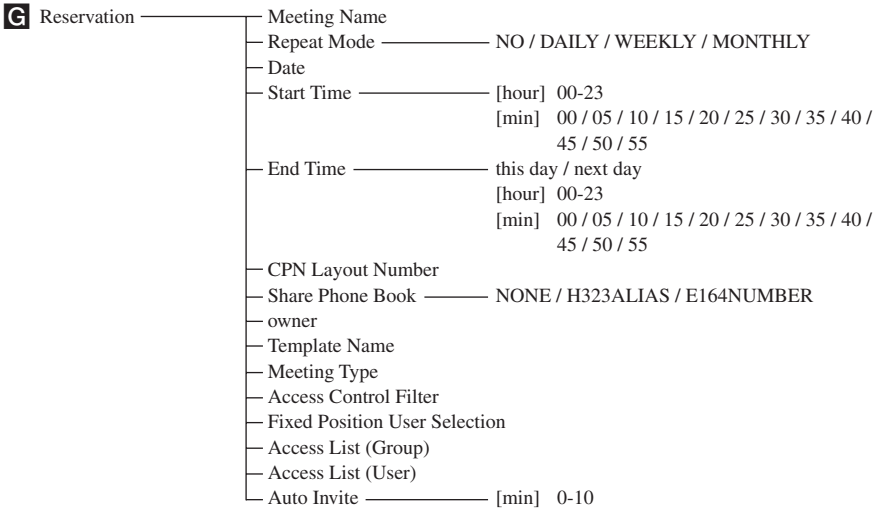 G Reservation Meeting Name
Repeat Mode NO / DAILY / WEEKLY / MONTHLY
Date
Start Time [hour] 00-23
[min] 00 / 05 / 10 / 15 / 20 / 25 / 30 / 35 / 40 /
45 / 50 / 55
End Time this day / next day
[hour] 00-23
[min] 00 / 05 / 10 / 15 / 20 / 25 / 30 / 35 / 40 /
45 / 50 / 55
CPN Layout Number
Share Phone Book NONE / H323ALIAS / E164NUMBER
owner
Template Name
Meeting Type
Access Control Filter
Fixed Position User Selection
Access List (Group)
Access List (User)
Auto Invite [min] 0-10